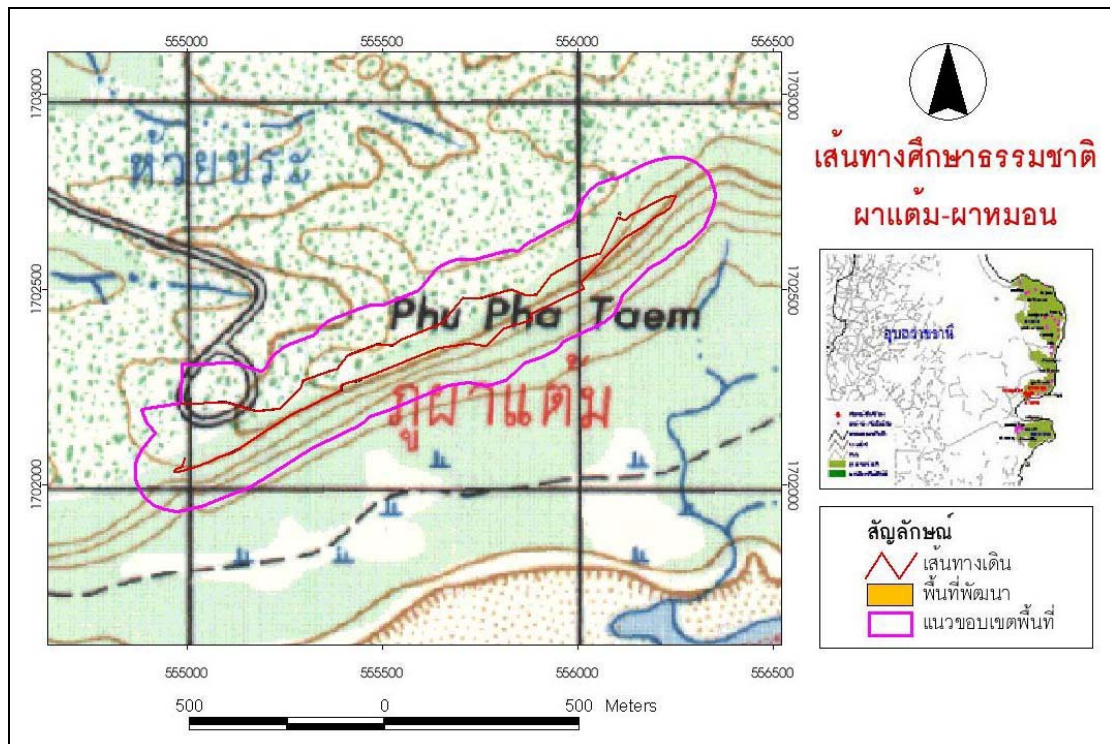 555000 555500 556000 556500
1703000 1703000
1702500 1702500
1702000 1702000
ห้วยประ
Phu Pha Taem
ภูผาแต้ม
555000 555500 556000 556500
500 0 500 Meters
เส้นทางศึกษาธรรมชาติ
ผาแต้ม-ผาหมอน
อุบลราชธานี
สัญลักษณ์
เส้นทางเดิน
พื้นที่พัฒนา
แนวขอบเขตพื้นที่